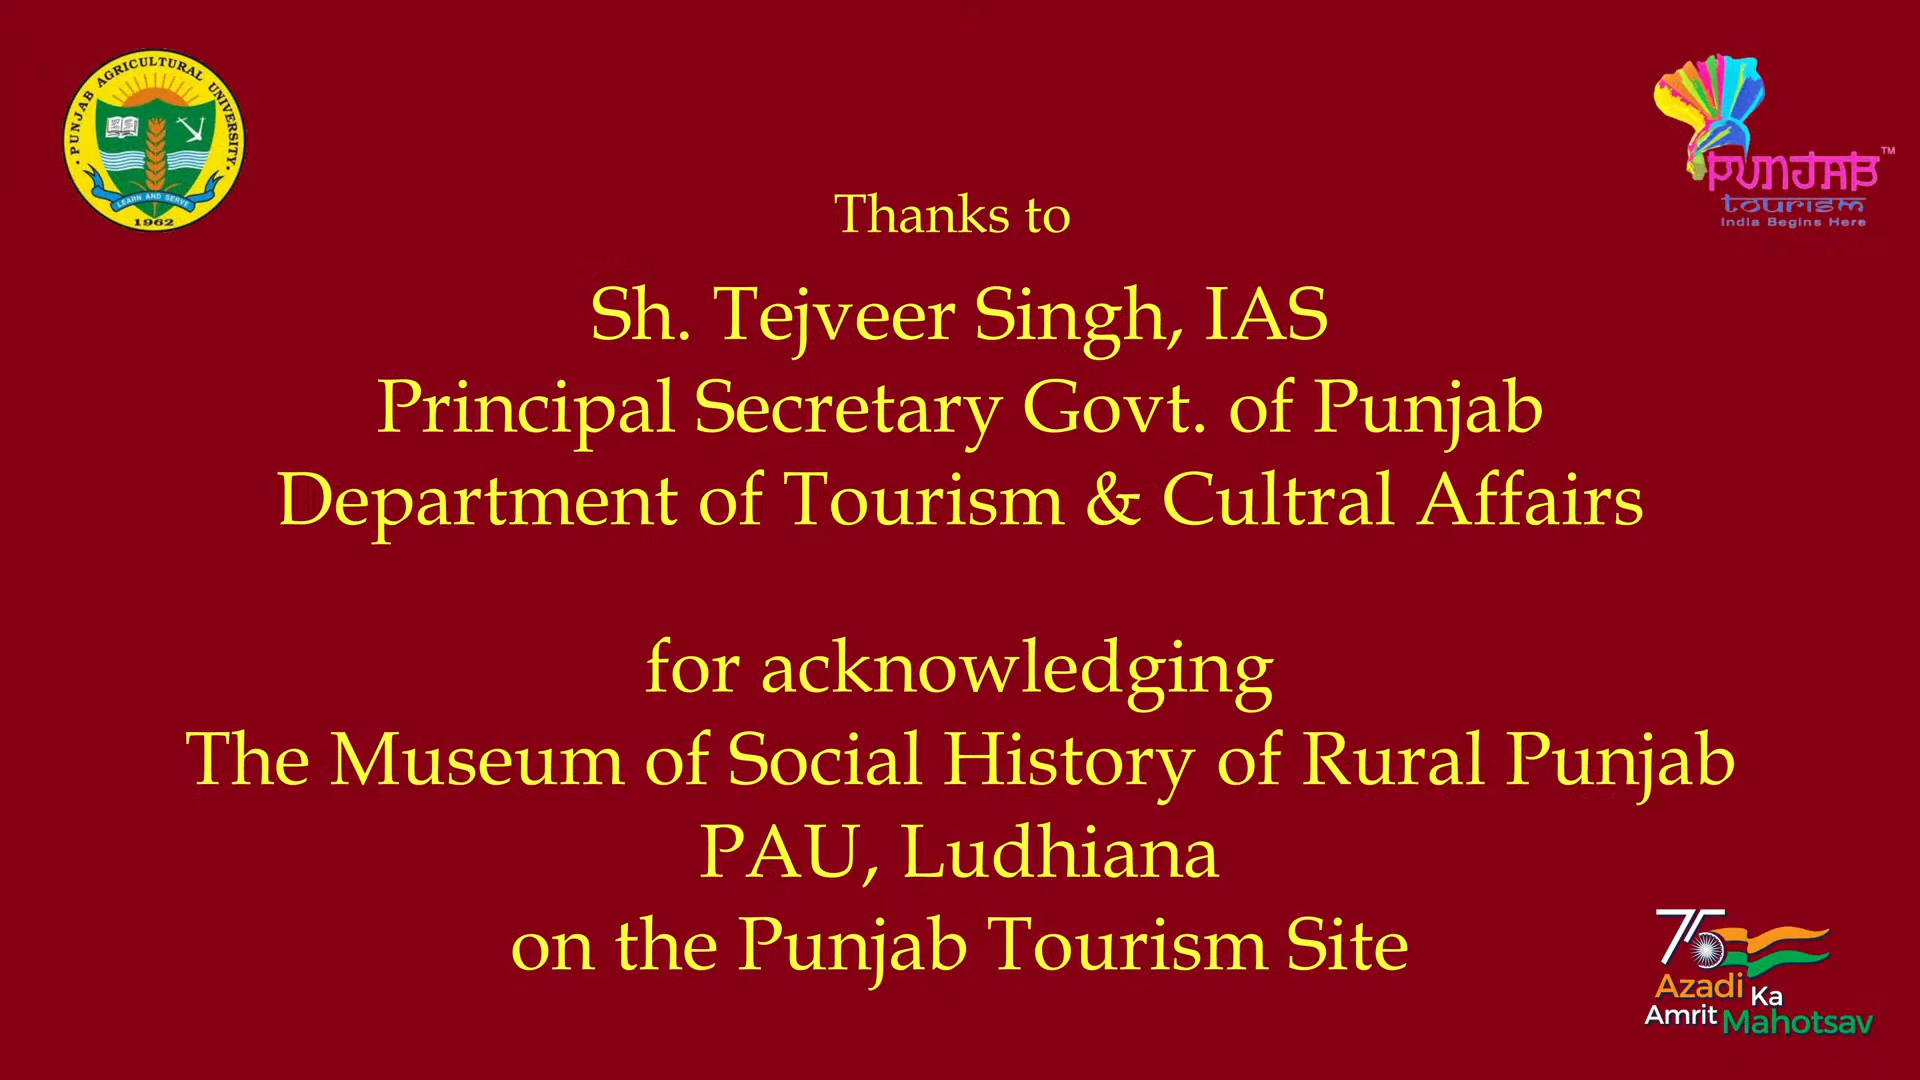 PUNJAB AGRICULTURAL UNIVERSITY
LEARN AND SERVE
1962
PUNJAB TM
tourism
India Begins Here
Thanks to
Sh. Tejveer Singh, IAS
Principal Secretary Govt. of Punjab
Department of Tourism & Cultral Affairs
for acknowledging
The Museum of Social History of Rural Punjab
PAU, Ludhiana
on the Punjab Tourism Site
75
Azadi Ka
Amrit Mahotsav